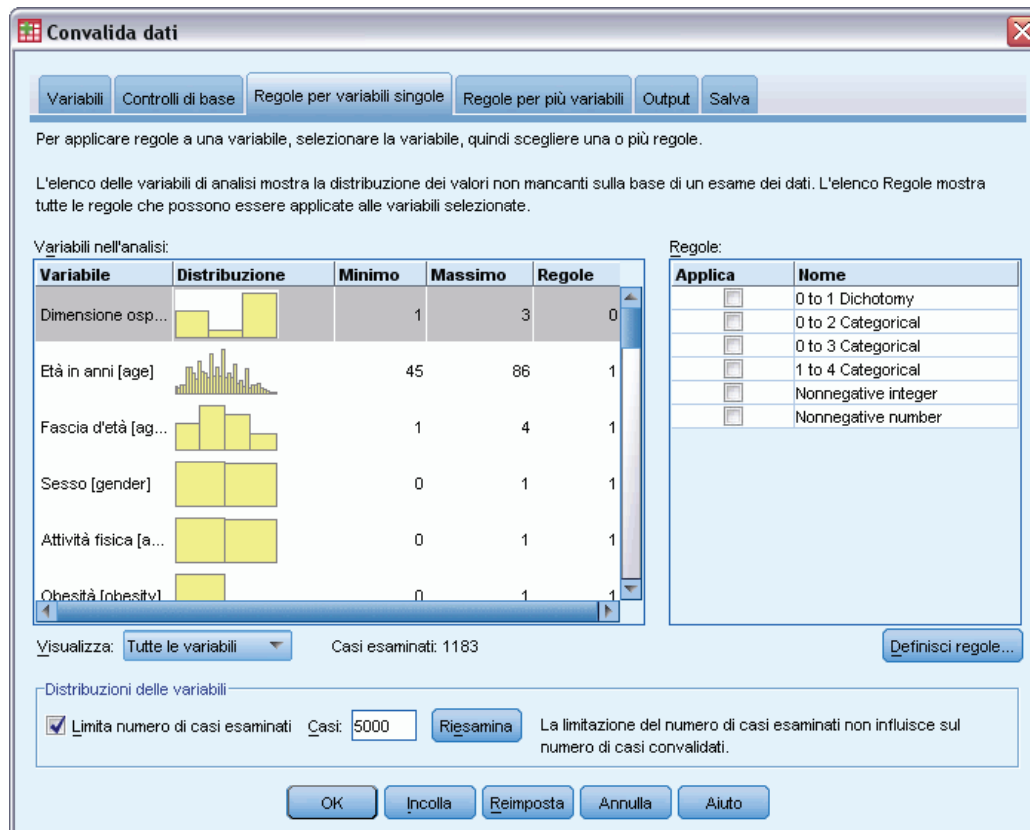 Convalida dati
Variabili Controlli di base Regole per variabili singole Regole per più variabili Output Salva
Per applicare regole a una variabile, selezionare la variabile, quindi scegliere una o più regole.
L'elenco delle variabili di analisi mostra la distribuzione dei valori non mancanti sulla base di un esame dei dati. L'elenco Regole mostra
tutte le regole che possono essere applicate alle variabili selezionate.
Variabili nell'analisi:
Variabile Distribuzione Minimo Massimo Regole
Dimensione osp... 1 3 0
Età in anni [age] 45 86 1
Fascia d'età [ag... 1 4 1
Sesso [gender] 0 1 1
Attività fisica [a... 0 1 1
Obesità [obesity] 0 1 1
Regole:
Applica Nome
0 to 1 Dichotomy
0 to 2 Categorical
0 to 3 Categorical
1 to 4 Categorical
Nonnegative integer
Nonnegative number
Visualizza: Tutte le variabili Casi esaminati: 1183 Definisci regole...
Distribuzioni delle variabili
Limita numero di casi esaminati Casi: 5000 Riesamina La limitazione del numero di casi esaminati non influisce sul
numero di casi convalidati.
OK Incolla Reimposta Annulla Aiuto